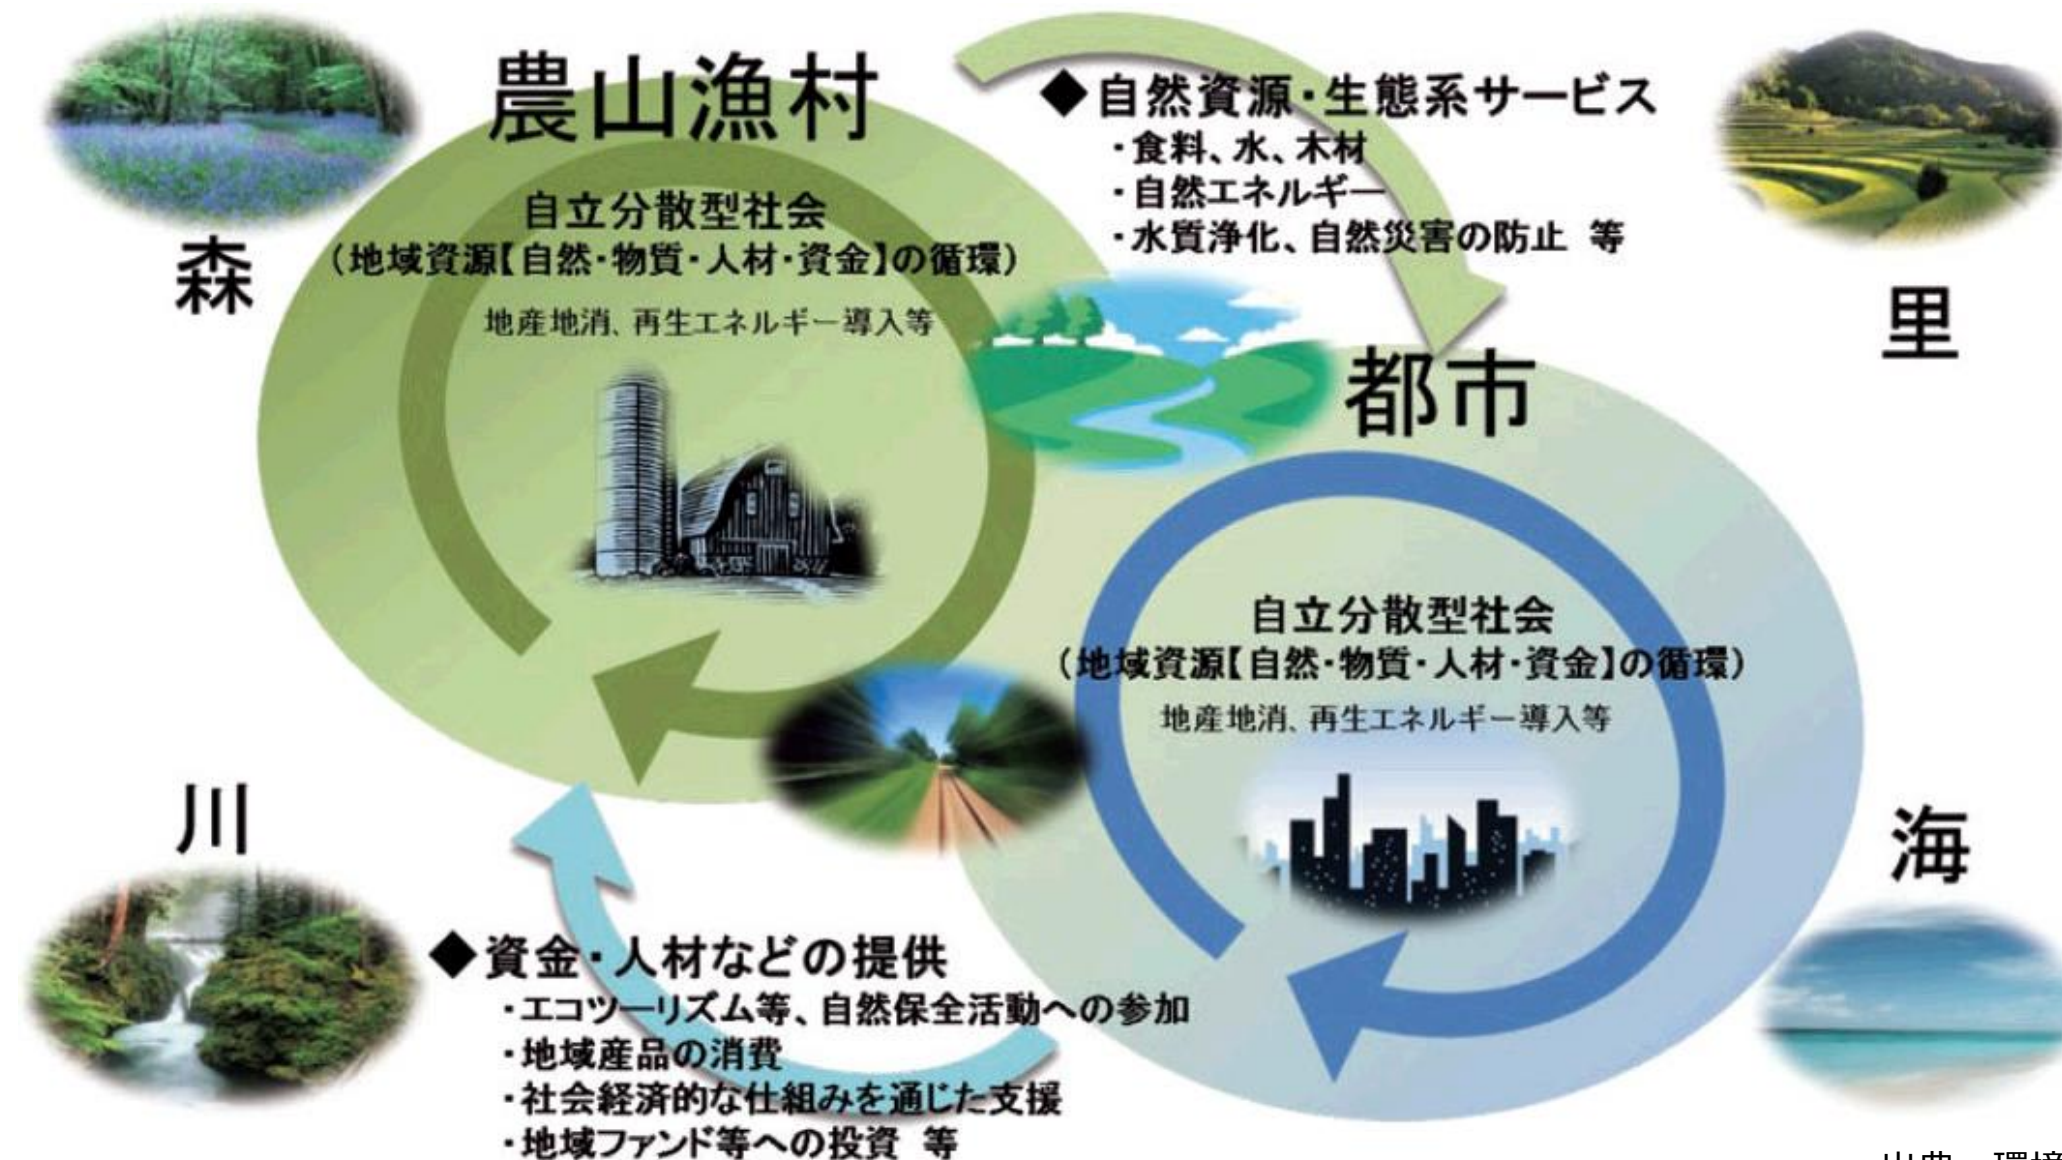 農山漁村
自立分散型社会
(地域資源【自然・物質・人材・資金】の循環)
地産地消、再生エネルギー導入等
◆自然資源・生態系サービス
・食料、水、木材
・自然エネルギー
・水質浄化、自然災害の防止 等
森
里
都市
自立分散型社会
(地域資源【自然・物質・人材・資金】の循環)
地産地消、再生エネルギー導入等
川
海
◆資金・人材などの提供
・エコツーリズム等、自然保全活動への参加
・地域産品の消費
・社会経済的な仕組みを通じた支援
・地域ファンド等への投資 等